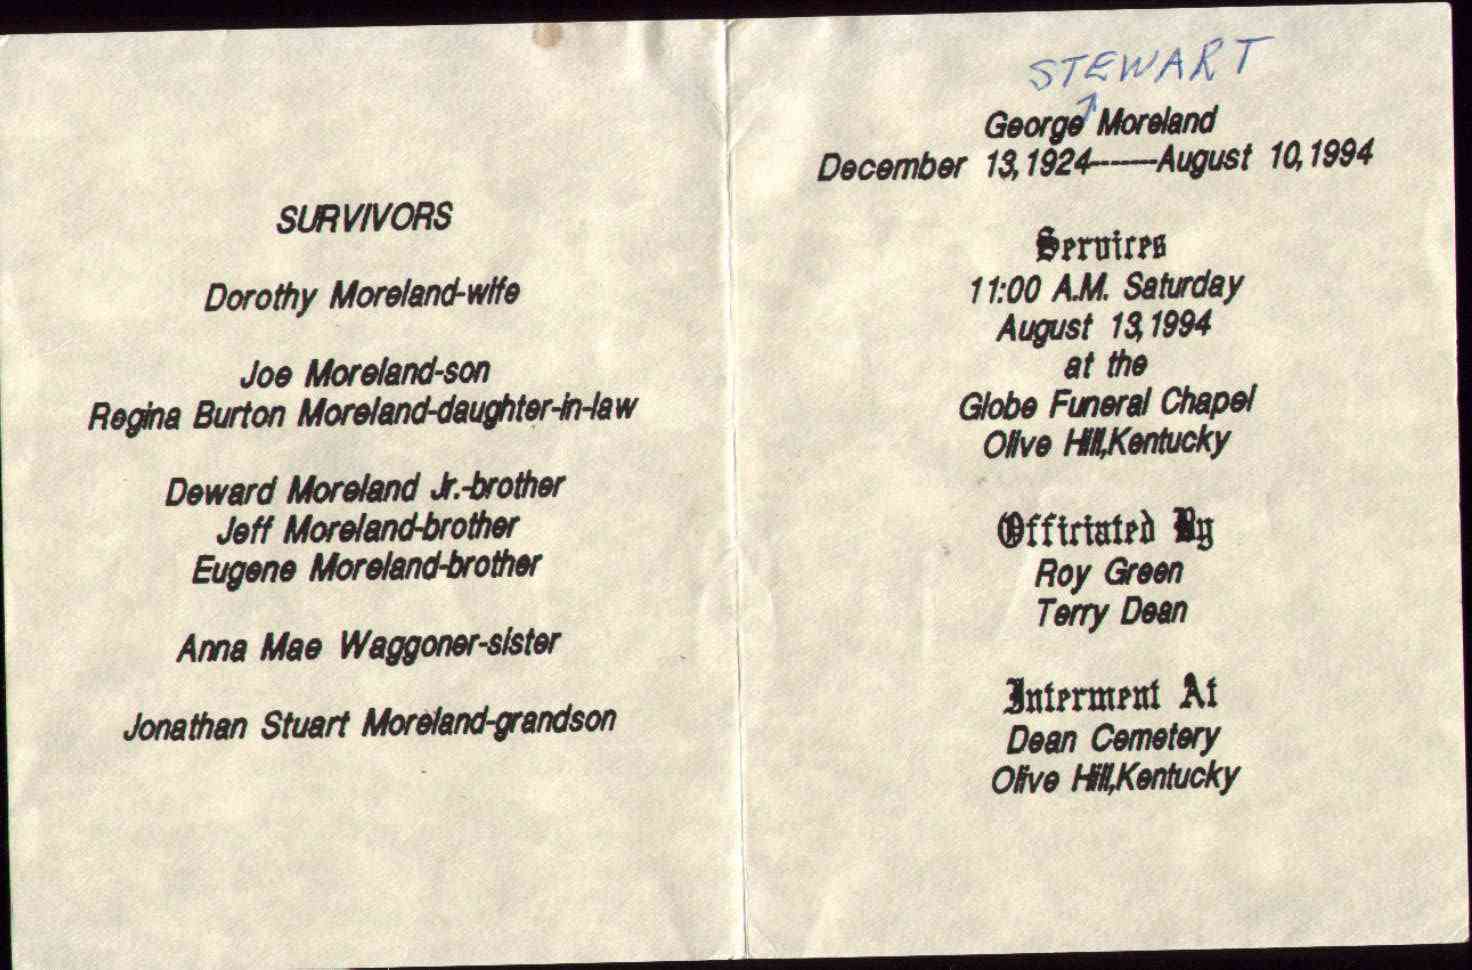 SURVIVORS
Dorothy Moreland-wife
Joe Moreland-son
Regina Burton Moreland-daughter-in-law
Deward Moreland Jr.-brother
Jeff Moreland-brother
Eugene Moreland-brother
Anna Mae Waggoner-sister
Jonathan Stuart Moreland-grandson
STEWART
George Moreland
December 13,1924-------August 10,1994
Services
11:00 A.M. Saturday
August 13,1994
at the
Globe Funeral Chapel
Olive Hill,Kentucky
Officiated By
Roy Green
Terry Dean
Interment At
Dean Cemetery
Olive Hill,Kentucky